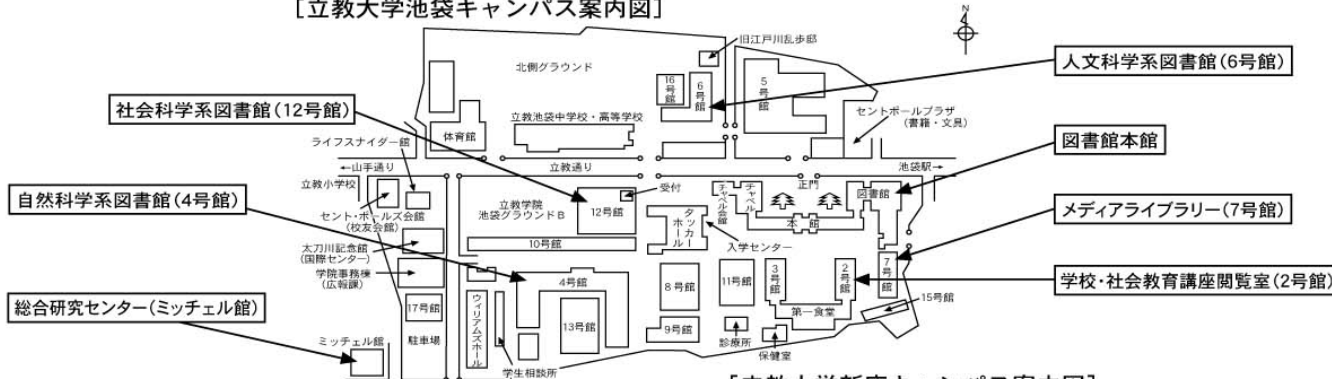 [立教大学池袋キャンパス案内図]
N
旧江戸川乱歩邸
人文科学系図書館(6号館)
北側グラウンド
16号館
6号館
5号館
社会科学系図書館(12号館)
セントポールプラザ
(書籍・文具)
立教池袋中学校・高等学校
体育館
ライフスナイダー館
図書館本館
←山手通り
立教通り
池袋駅→
立教小学校
受付
正門
自然科学系図書館(4号館)
立教学院
池袋グラウンドB
12号館
チャペル会館
チャペル
図書館
メディアライブラリー(7号館)
セント・ポールズ会館
(校友会館)
タッカーホール
本館
太刀川記念館
(国際センター)
10号館
入学センター
学院事務棟
(広報課)
4号館
8号館
11号館
3号館
2号館
7号館
学校・社会教育講座閲覧室(2号館)
総合研究センター(ミッチェル館)
17号館
ウィリアムズホール
13号館
9号館
第一食堂
15号館
ミッチェル館
駐車場
診療所
保健室
学生相談所